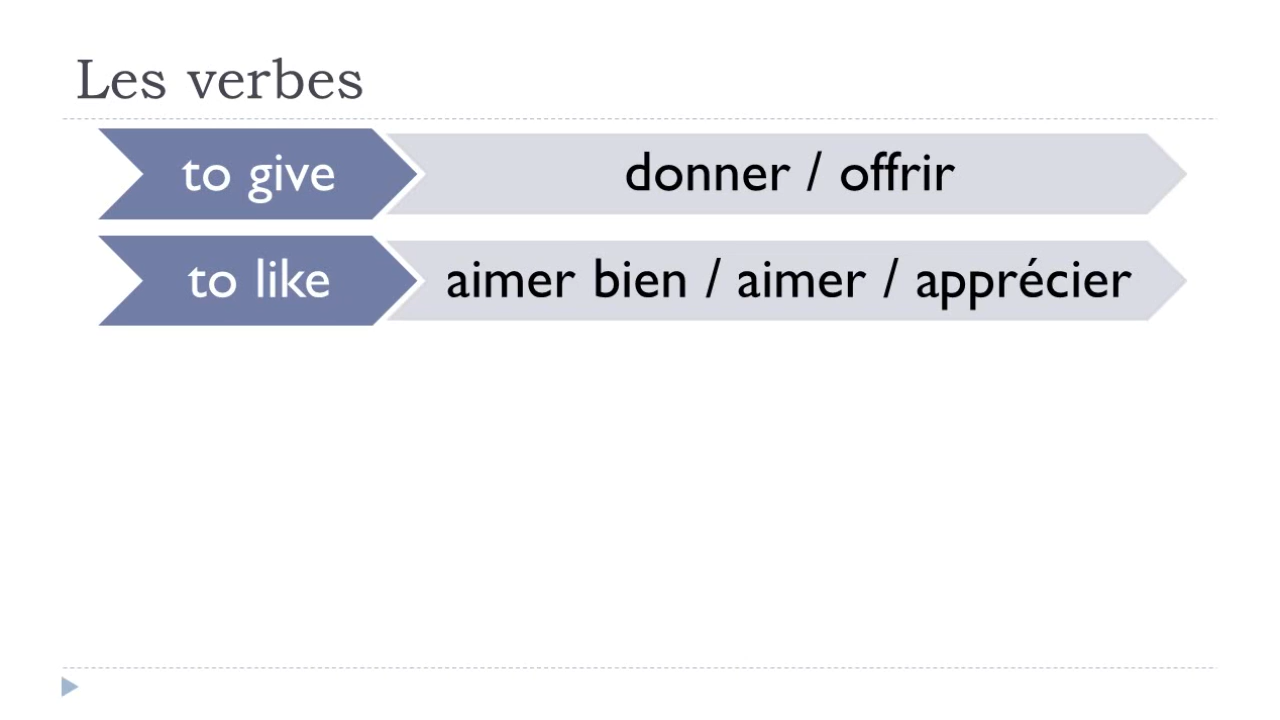 Les verbes
to give
donner / offrir
to like
aimer bien / aimer / apprécier